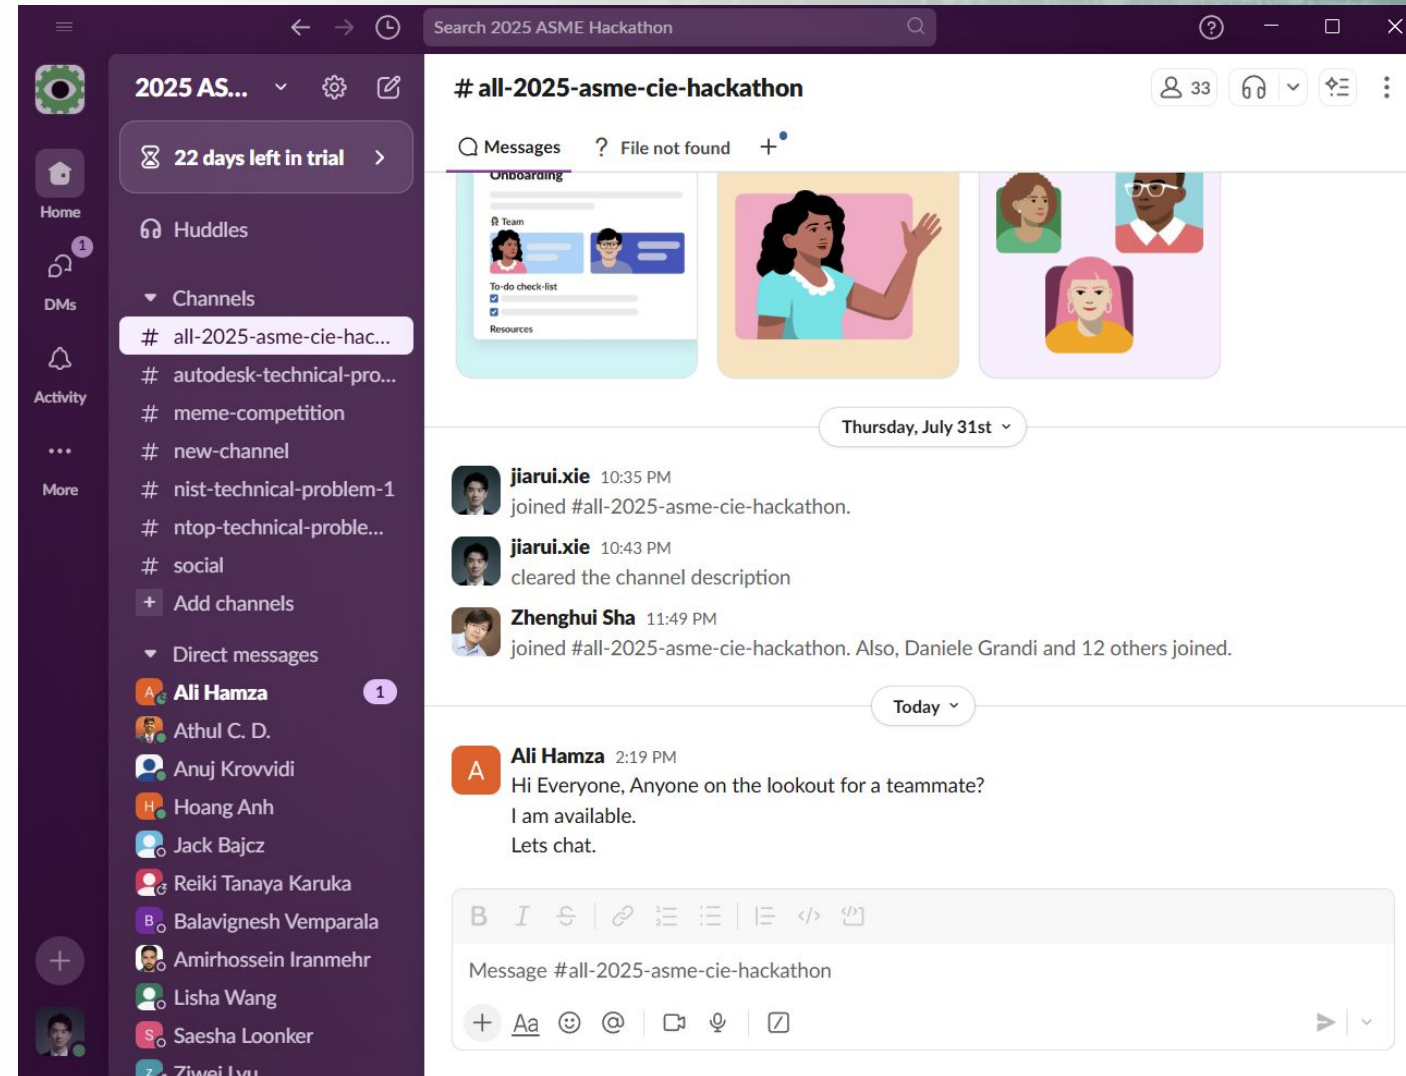 Search 2025 ASME Hackathon
2025 AS...
22 days left in trial
Home
Huddles
1
DMs
Channels
# all-2025-asme-cie-hac...
Activity
# autodesk-technical-pro...
# meme-competition
# new-channel
More
# nist-technical-problem-1
# ntop-technical-proble...
# social
+ Add channels
Direct messages
A Ali Hamza 1
Athul C. D.
Anuj Krovvidi
H Hoang Anh
Jack Bajcz
Reiki Tanaya Karuka
B Balavignesh Vemparala
Amirhossein Iranmehr
Lisha Wang
S Saesha Loonker
Z Ziwei Lyu
# all-2025-asme-cie-hackathon
33
Messages
? File not found
Onboarding
Team
To-do check-list
Resources
Thursday, July 31st
jiarui.xie 10:35 PM
joined #all-2025-asme-cie-hackathon.
jiarui.xie 10:43 PM
cleared the channel description
Zhenghui Sha 11:49 PM
joined #all-2025-asme-cie-hackathon. Also, Daniele Grandi and 12 others joined.
Today
A
Ali Hamza 2:19 PM
Hi Everyone, Anyone on the lookout for a teammate?
I am available.
Lets chat.
B I S
Message #all-2025-asme-cie-hackathon
+ Aa @